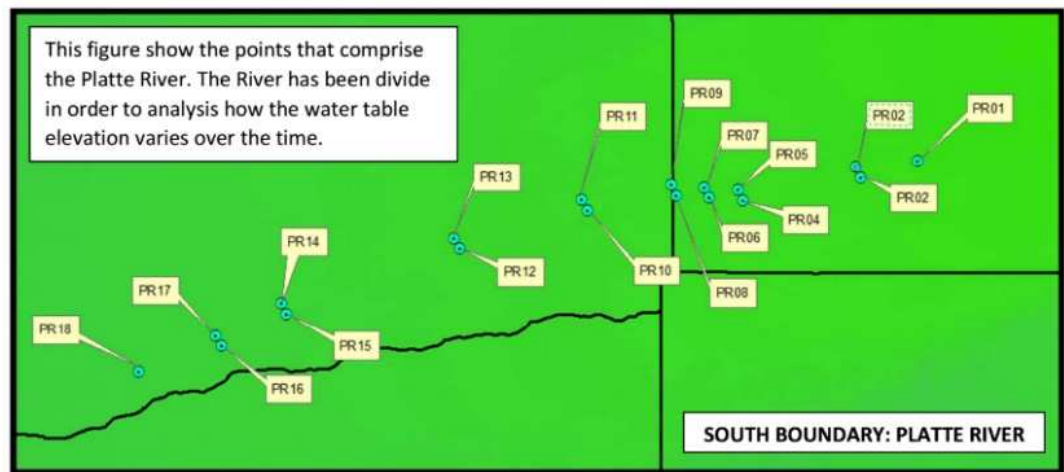 This figure show the points that comprise
the Platte River. The River has been divide
in order to analysis how the water table
elevation varies over the time.
PR09
PR11
PR07
PR02
PR01
PR05
PR13
PR02
PR04
PR06
PR14
PR12
PR10
PR08
PR17
PR18
PR15
PR16
SOUTH BOUNDARY: PLATTE RIVER